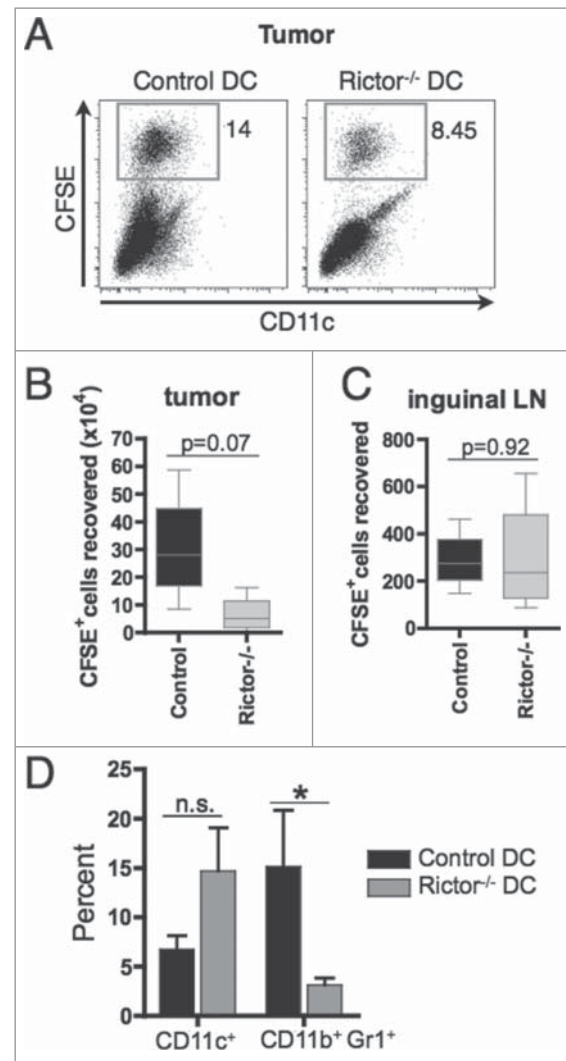 A
Tumor
Control DC
Rictor-/- DC
14
8.45
CFSE
CD11c
B
tumor
CFSE+cells recovered (x10⁴)
70
60
50
40
30
20
10
0
p=0.07
Control
Rictor-/-
C
inguinal LN
CFSE+cells recovered
800
600
400
200
0
p=0.92
Control
Rictor-/-
D
Percent
25
20
15
10
5
0
n.s.
*
CD11c+
CD11b+ Gr1+
Control DC
Rictor-/- DC